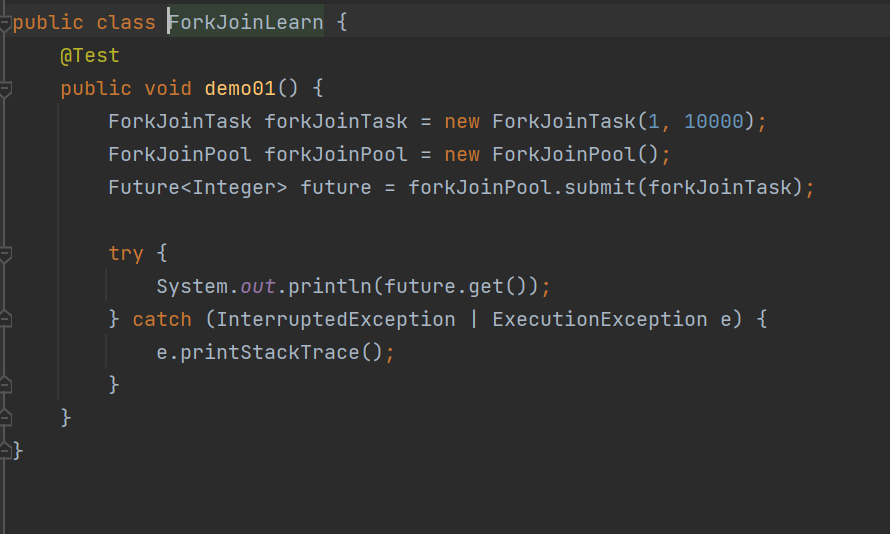 public class ForkJoinLearn {
@Test
public void demo01() {
ForkJoinTask forkJoinTask = new ForkJoinTask(1, 10000);
ForkJoinPool forkJoinPool = new ForkJoinPool();
Future<Integer> future = forkJoinPool.submit(forkJoinTask);
try {
System.out.println(future.get());
} catch (InterruptedException | ExecutionException e) {
e.printStackTrace();
}
}
}